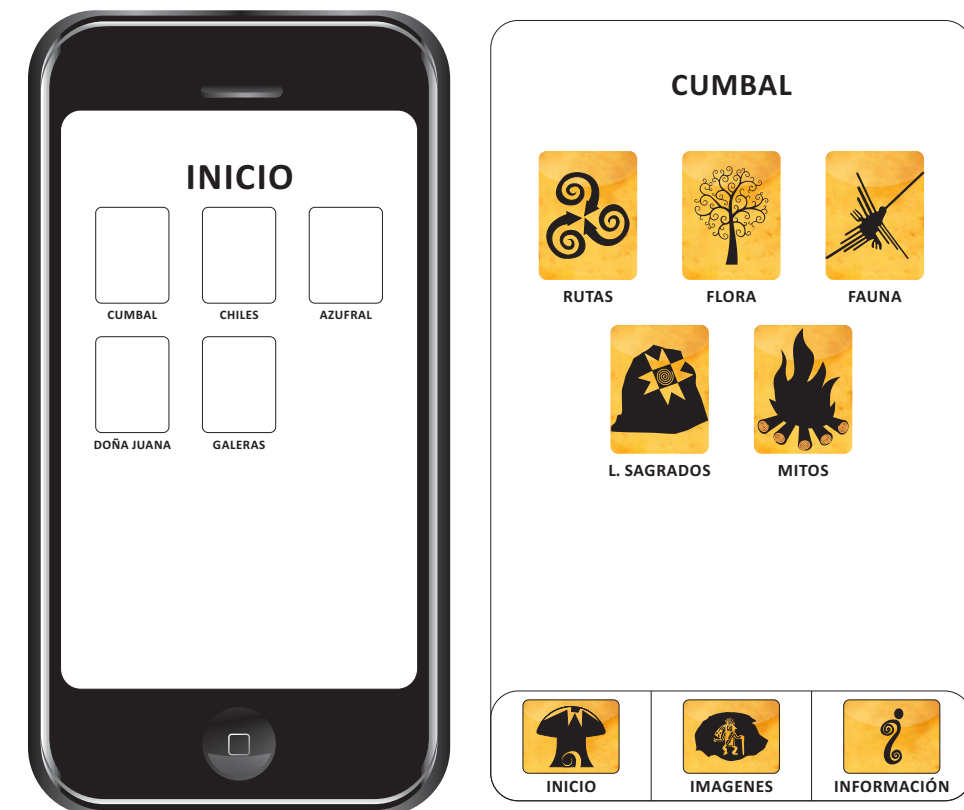 INICIO
CUMBAL CHILES AZUFRAL
DOÑA JUANA GALERAS
CUMBAL
RUTAS FLORA FAUNA
L. SAGRADOS MITOS
INICIO IMAGENES INFORMACIÓN